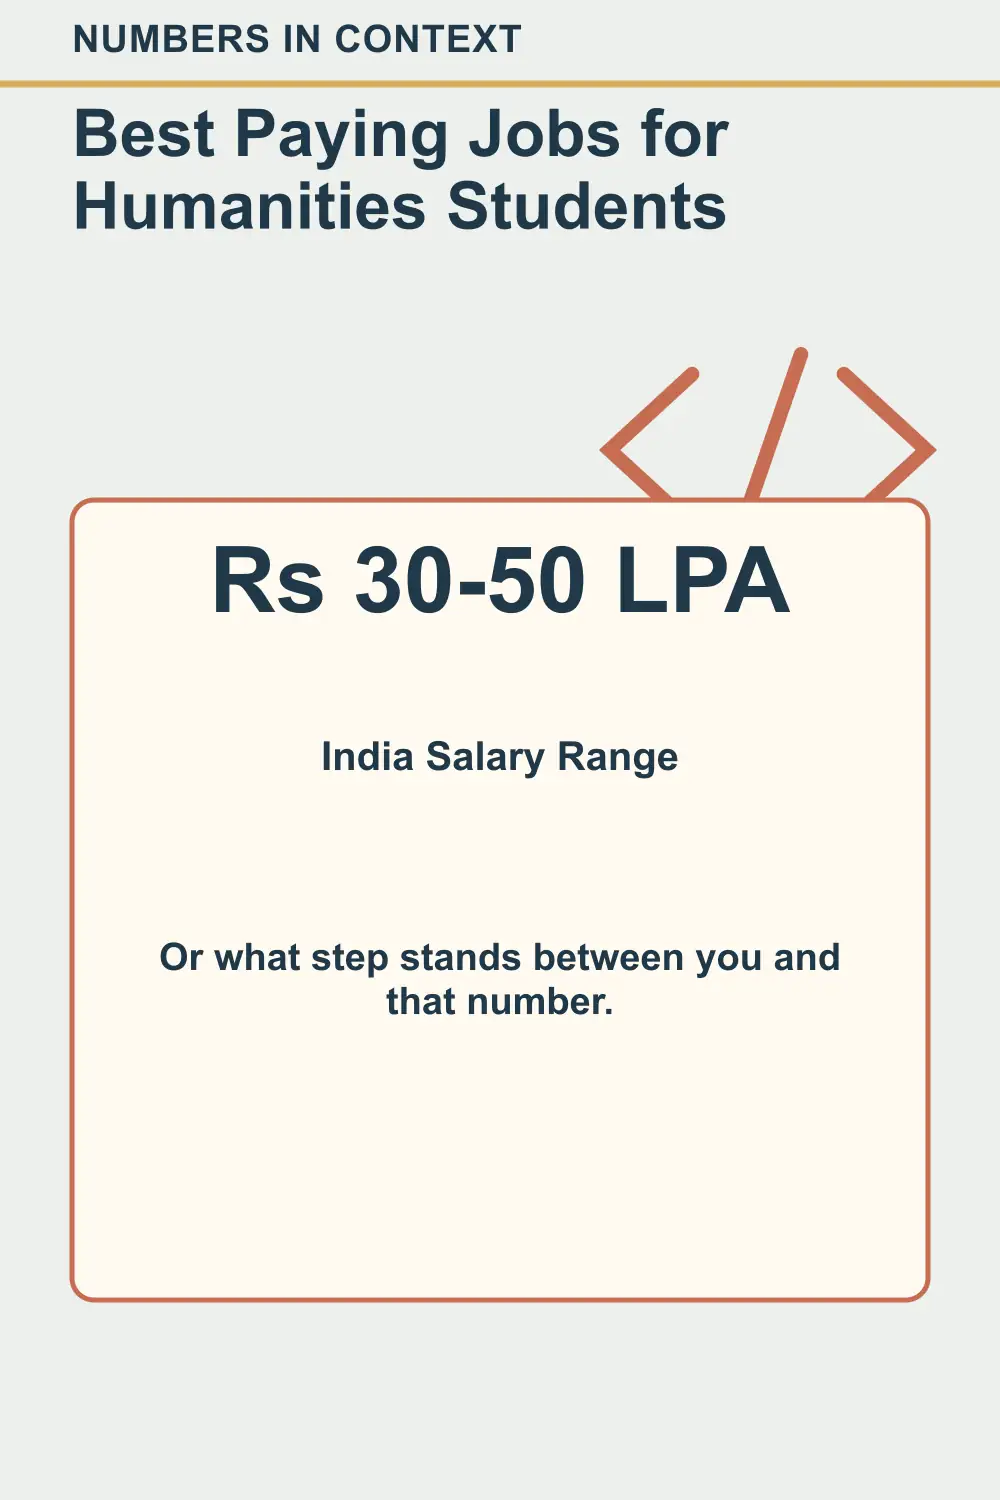 NUMBERS IN CONTEXT
Best Paying Jobs for
Humanities Students
Rs 30-50 LPA
India Salary Range
Or what step stands between you and
that number.